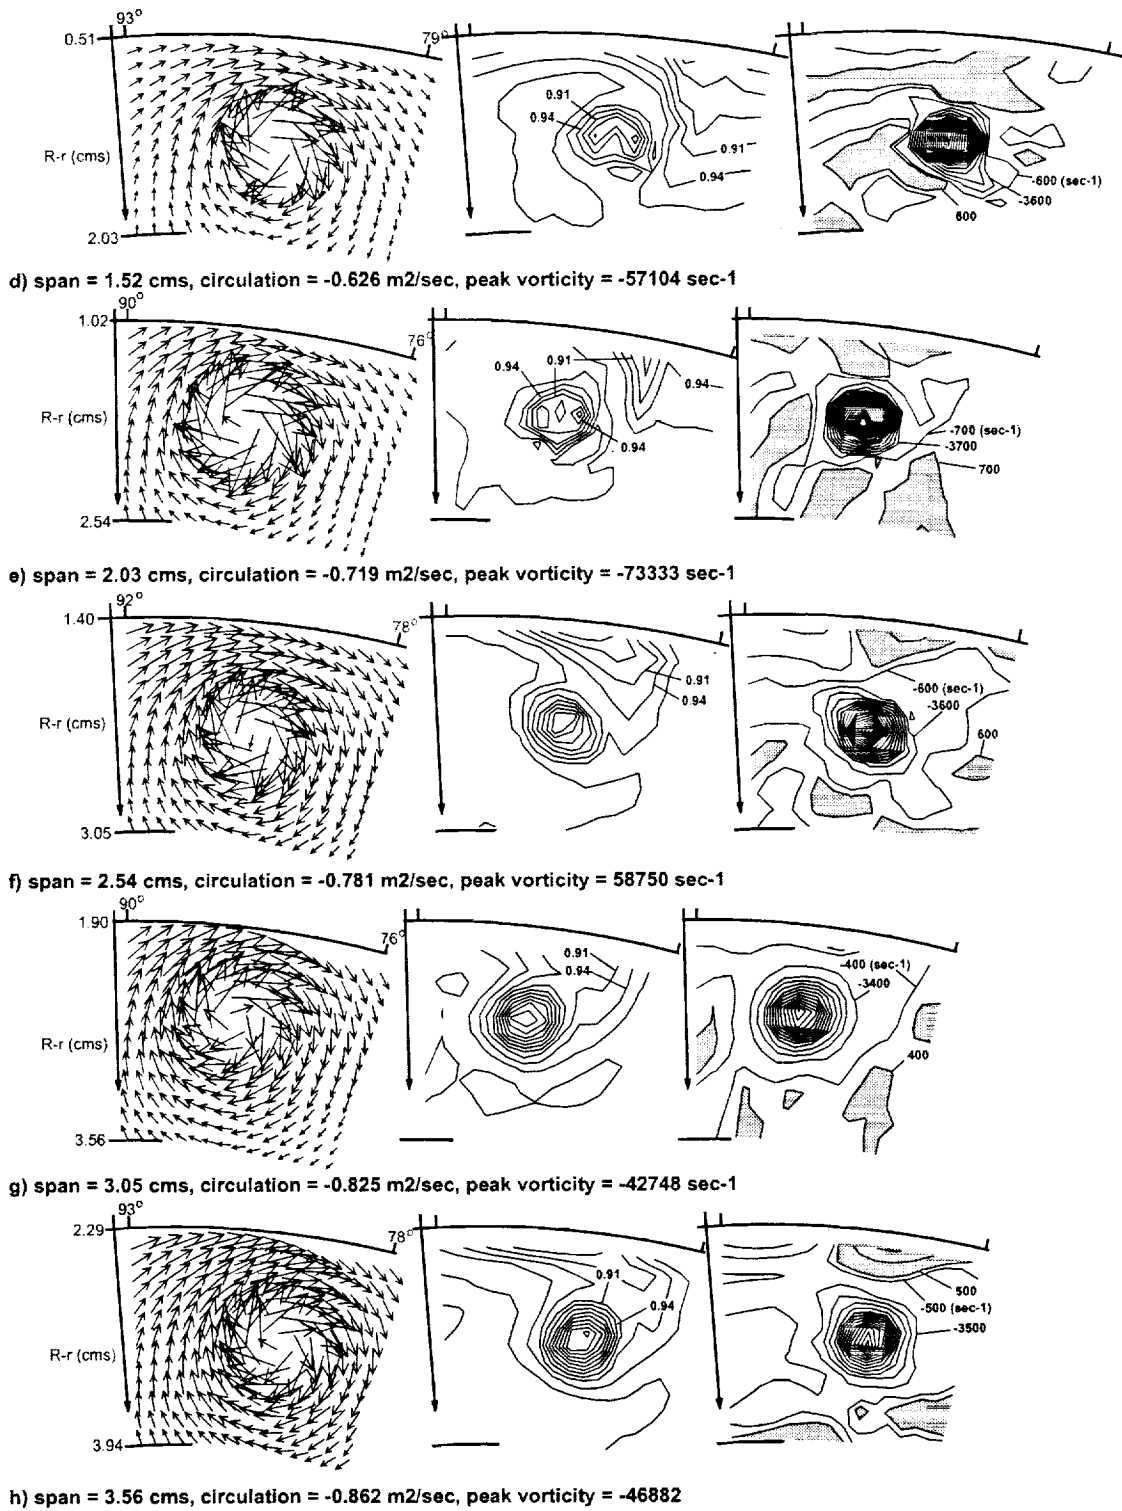 93°
0.51
79°
R-r (cms)
2.03
0.91
0.94
0.91
0.94
-600 (sec-1)
-3600
600
d) span = 1.52 cms, circulation = -0.626 m2/sec, peak vorticity = -57104 sec-1
90°
1.02
76°
R-r (cms)
2.54
0.91
0.94
0.94
0.94
-700 (sec-1)
-3700
700
e) span = 2.03 cms, circulation = -0.719 m2/sec, peak vorticity = -73333 sec-1
92°
1.40
78°
R-r (cms)
3.05
0.91
0.94
-600 (sec-1)
-3600
600
f) span = 2.54 cms, circulation = -0.781 m2/sec, peak vorticity = 58750 sec-1
90°
1.90
76°
R-r (cms)
3.56
0.91
0.94
-400 (sec-1)
-3400
400
g) span = 3.05 cms, circulation = -0.825 m2/sec, peak vorticity = -42748 sec-1
93°
2.29
78°
R-r (cms)
3.94
0.91
0.94
500
-500 (sec-1)
-3500
h) span = 3.56 cms, circulation = -0.862 m2/sec, peak vorticity = -46882